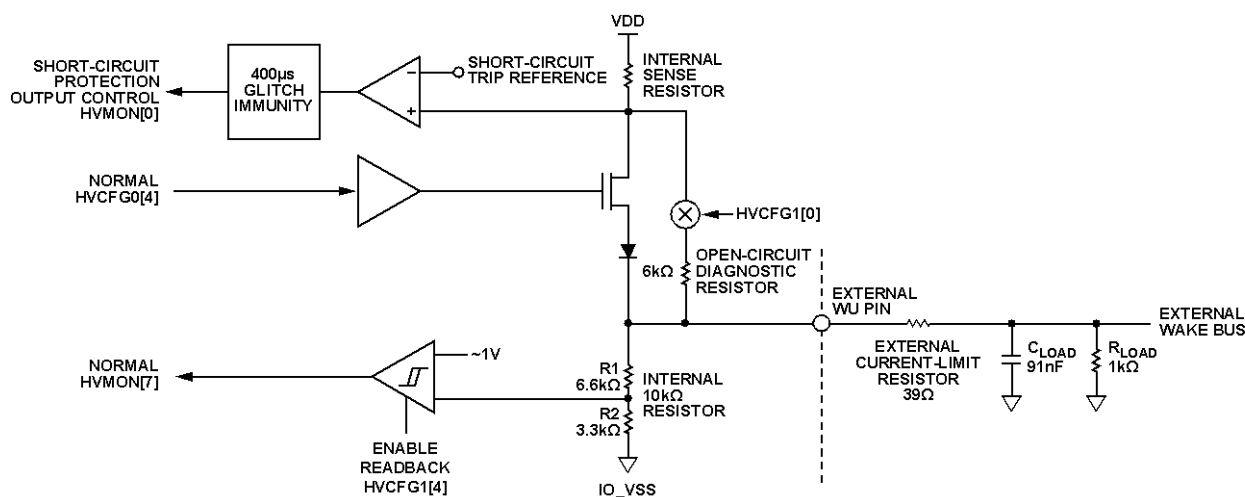 VDD
SHORT-CIRCUIT
PROTECTION
OUTPUT CONTROL
HVMON[0]
400µs
GLITCH
IMMUNITY
–
+
SHORT-CIRCUIT
TRIP REFERENCE
INTERNAL
SENSE
RESISTOR
NORMAL
HVCFG0[4]
HVCFG1[0]
6kΩ
OPEN-CIRCUIT
DIAGNOSTIC
RESISTOR
EXTERNAL
WU PIN
EXTERNAL
WAKE BUS
EXTERNAL
CURRENT-LIMIT
RESISTOR
39Ω
CLOAD
91nF
RLOAD
1kΩ
NORMAL
HVMON[7]
~1V
R1
6.6kΩ
INTERNAL
10kΩ
RESISTOR
R2
3.3kΩ
ENABLE
READBACK
HVCFG1[4]
IO_VSS